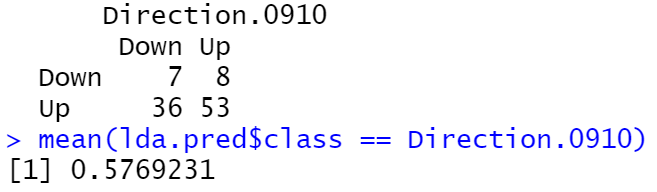 Direction.0910
Down Up
Down 7 8
Up 36 53
> mean(lda.pred$class == Direction.0910)
[1] 0.5769231